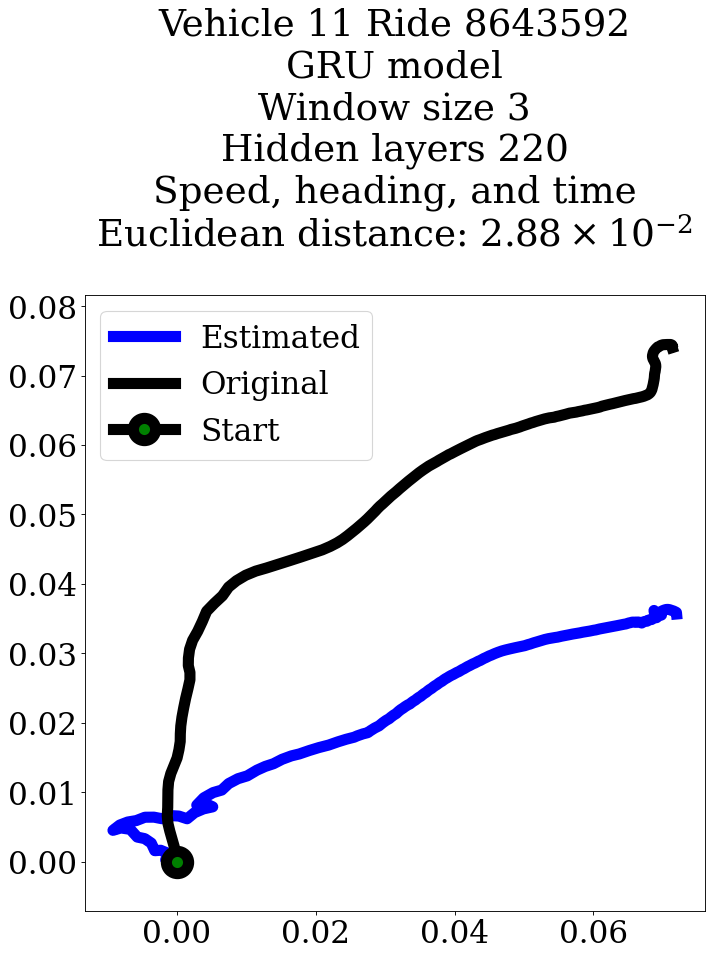 Vehicle 11 Ride 8643592
GRU model
Window size 3
Hidden layers 220
Speed, heading, and time
Euclidean distance: 2.88 × 10⁻²
Estimated
Original
Start
0.08
0.07
0.06
0.05
0.04
0.03
0.02
0.01
0.00
0.00 0.02 0.04 0.06